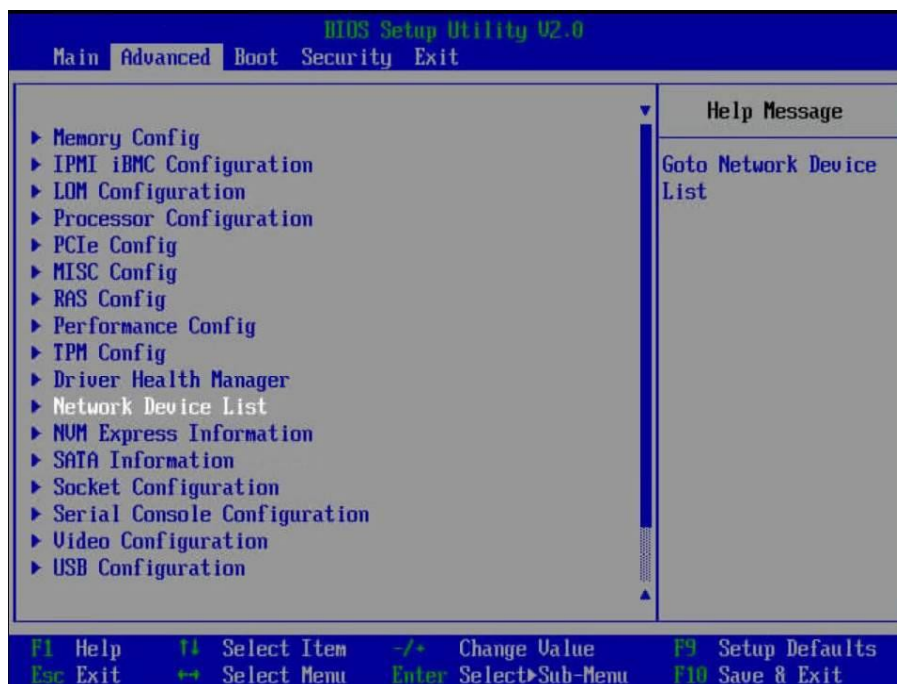 BIOS Setup Utility V2.0
Main Advanced Boot Security Exit
Help Message
Goto Network Device
List
▶ Memory Config
▶ IPMI iBMC Configuration
▶ LOM Configuration
▶ Processor Configuration
▶ PCIe Config
▶ MISC Config
▶ RAS Config
▶ Performance Config
▶ TPM Config
▶ Driver Health Manager
▶ Network Device List
▶ NVM Express Information
▶ SATA Information
▶ Socket Configuration
▶ Serial Console Configuration
▶ Video Configuration
▶ USB Configuration
F1 Help ↑↓ Select Item -/+ Change Value F9 Setup Defaults
Esc Exit ↔ Select Menu Enter Select▶Sub-Menu F10 Save & Exit